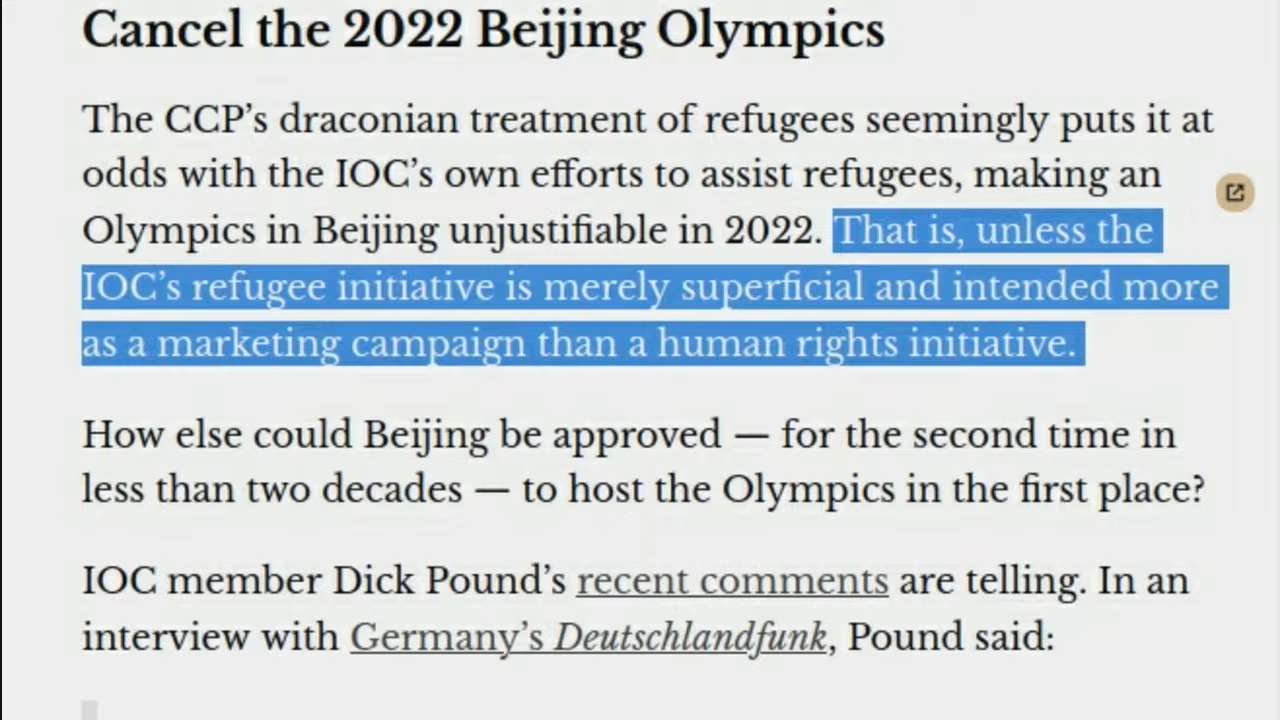 Cancel the 2022 Beijing Olympics
The CCP’s draconian treatment of refugees seemingly puts it at
odds with the IOC’s own efforts to assist refugees, making an
Olympics in Beijing unjustifiable in 2022. That is, unless the
IOC’s refugee initiative is merely superficial and intended more
as a marketing campaign than a human rights initiative.
How else could Beijing be approved — for the second time in
less than two decades — to host the Olympics in the first place?
IOC member Dick Pound’s recent comments are telling. In an
interview with Germany’s Deutschlandfunk, Pound said: